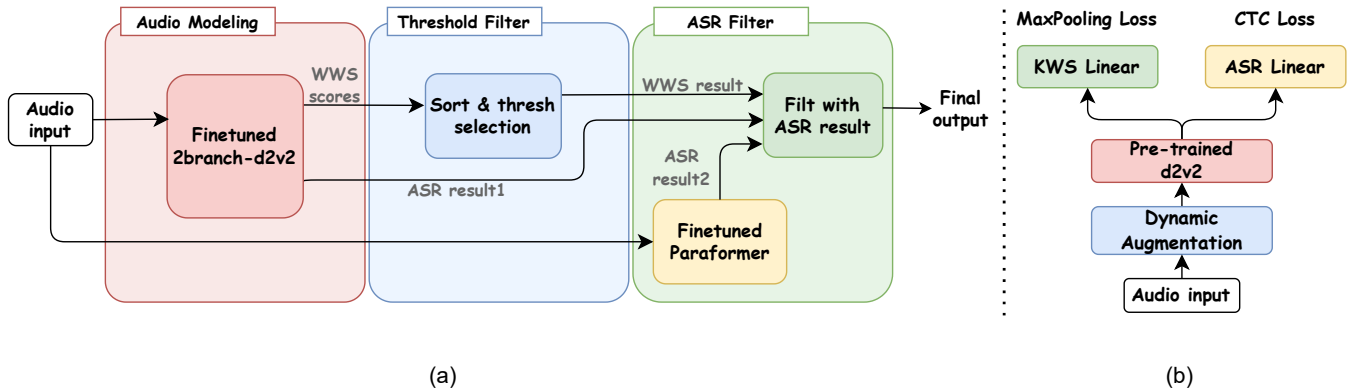 Audio Modeling
Threshold Filter
ASR Filter
Audio
input
Finetuned
2branch-d2v2
WWS
scores
Sort & thresh
selection
WWS result
ASR result1
ASR
result2
Finetuned
Paraformer
Filt with
ASR result
Final
output
(a)
MaxPooling Loss
CTC Loss
KWS Linear
ASR Linear
Pre-trained
d2v2
Dynamic
Augmentation
Audio input
(b)